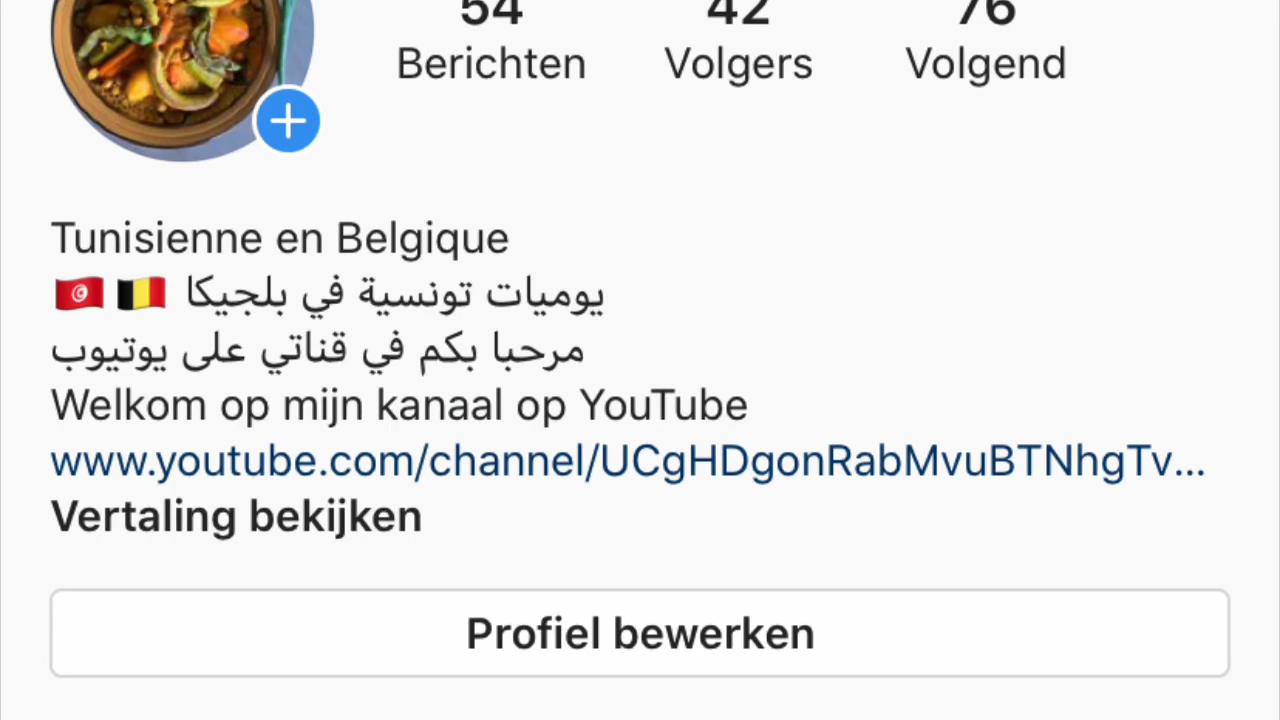 54 42 76
Berichten Volgers Volgend
Tunisienne en Belgique
🇹🇳 🇧🇪 يوميات تونسية في بلجيكا
مرحبا بكم في قناتي على يوتيوب
Welkom op mijn kanaal op YouTube
www.youtube.com/channel/UCgHDgonRabMvuBTNhgTv...
Vertaling bekijken
Profiel bewerken